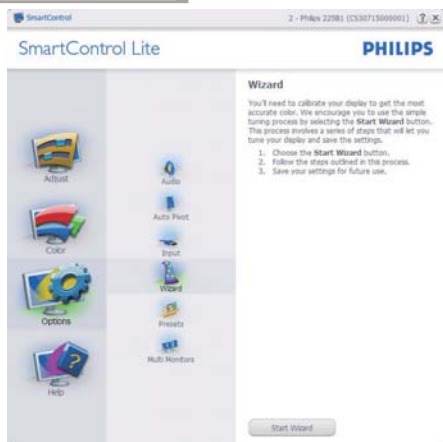 SmartControl
2 - Philips 225B1 (CS30715000001)
SmartControl Lite
PHILIPS
Adjust
Color
Options
Help
Audio
Auto Pivot
Input
Wizard
Presets
Multi Monitors
Wizard
You'll need to calibrate your display to get the most
accurate color. We encourage you to use the simple
tuning process by selecting the Start Wizard button.
This process involves a series of steps that will let you
tune your display and save the settings.
1. Choose the Start Wizard button.
2. Follow the steps outlined in this process.
3. Save your settings for future use.
Start Wizard